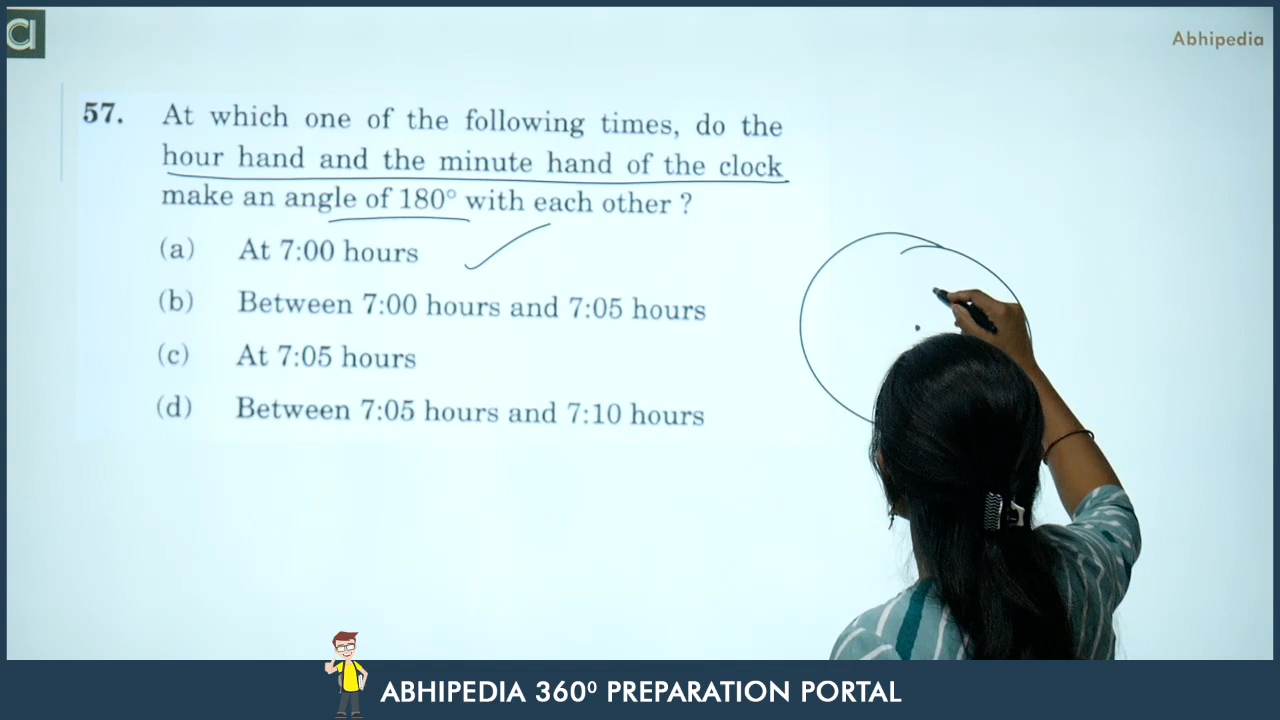 a
Abhipedia
57. At which one of the following times, do the
hour hand and the minute hand of the clock
make an angle of 180° with each other ?
(a) At 7:00 hours
(b) Between 7:00 hours and 7:05 hours
(c) At 7:05 hours
(d) Between 7:05 hours and 7:10 hours
ABHIPEDIA 360⁰ PREPARATION PORTAL